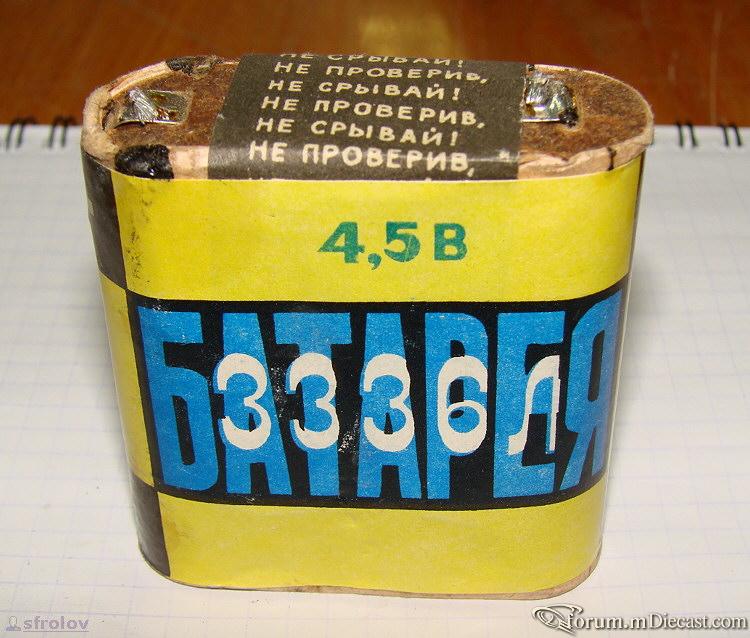 НЕ СРЫВАЙ!
НЕ ПРОВЕРИВ,
НЕ СРЫВАЙ!
НЕ ПРОВЕРИВ,
НЕ СРЫВАЙ!
НЕ ПРОВЕРИВ,
4,5 В
БАТАРЕЯ
3336Л
sfrolov
Forum.mDiecast.com